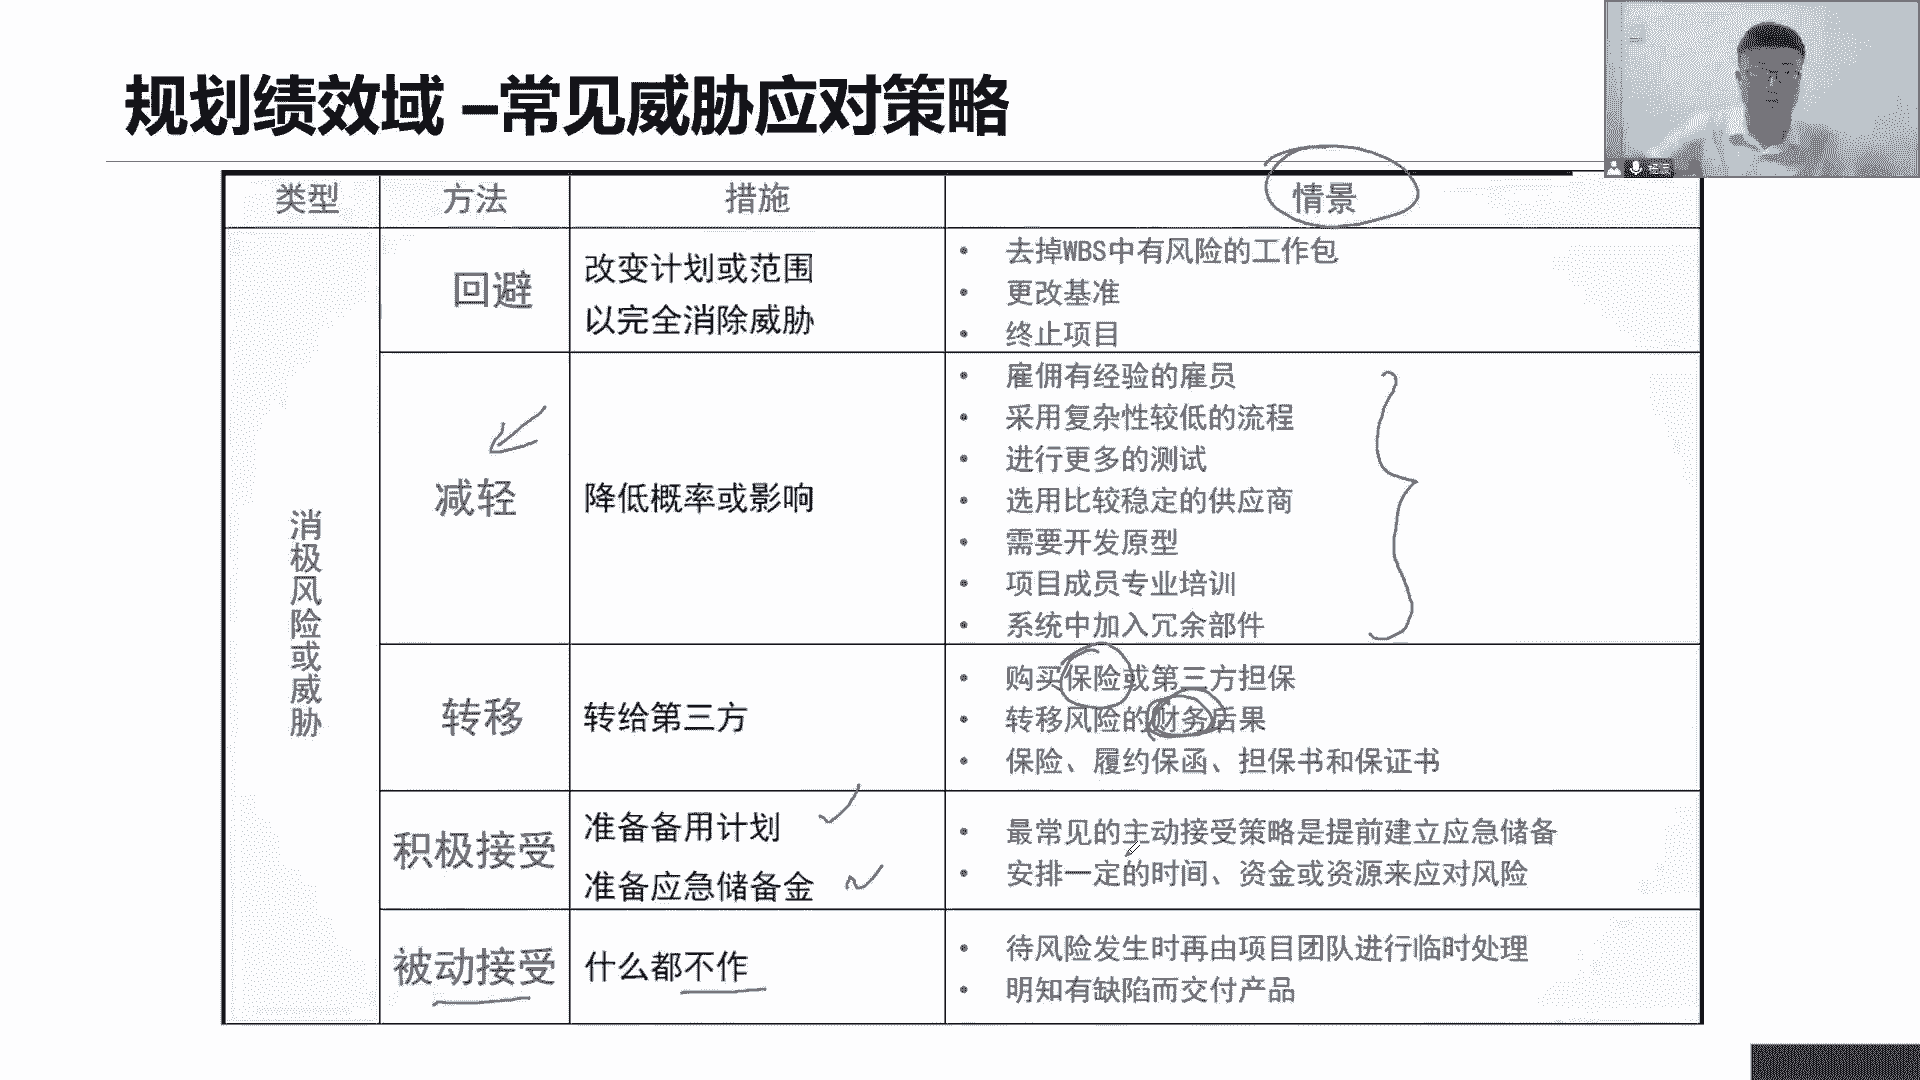 规划绩效域 –常见威胁应对策略
类型
方法
措施
情景
消极风险或威胁
回避
改变计划或范围
以完全消除威胁
• 去掉WBS中有风险的工作包
• 更改基准
• 终止项目
减轻
降低概率或影响
• 雇佣有经验的雇员
• 采用复杂性较低的流程
• 进行更多的测试
• 选用比较稳定的供应商
• 需要开发原型
• 项目成员专业培训
• 系统中加入冗余部件
转移
转给第三方
• 购买保险或第三方担保
• 转移风险的财务后果
• 保险、履约保函、担保书和保证书
积极接受
准备备用计划
准备应急储备金
• 最常见的主动接受策略是提前建立应急储备
• 安排一定的时间、资金或资源来应对风险
被动接受
什么都不作
• 待风险发生时再由项目团队进行临时处理
• 明知有缺陷而交付产品